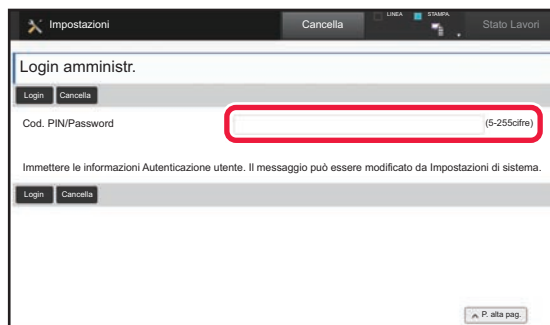 Impostazioni
Cancella
LINEA
STAMPA.
Stato Lavori
Login amministr.
Login Cancella
Cod. PIN/Password (5-255cifre)
Immettere le informazioni Autenticazione utente. Il messaggio può essere modificato da Impostazioni di sistema.
Login Cancella
P. alta pag.